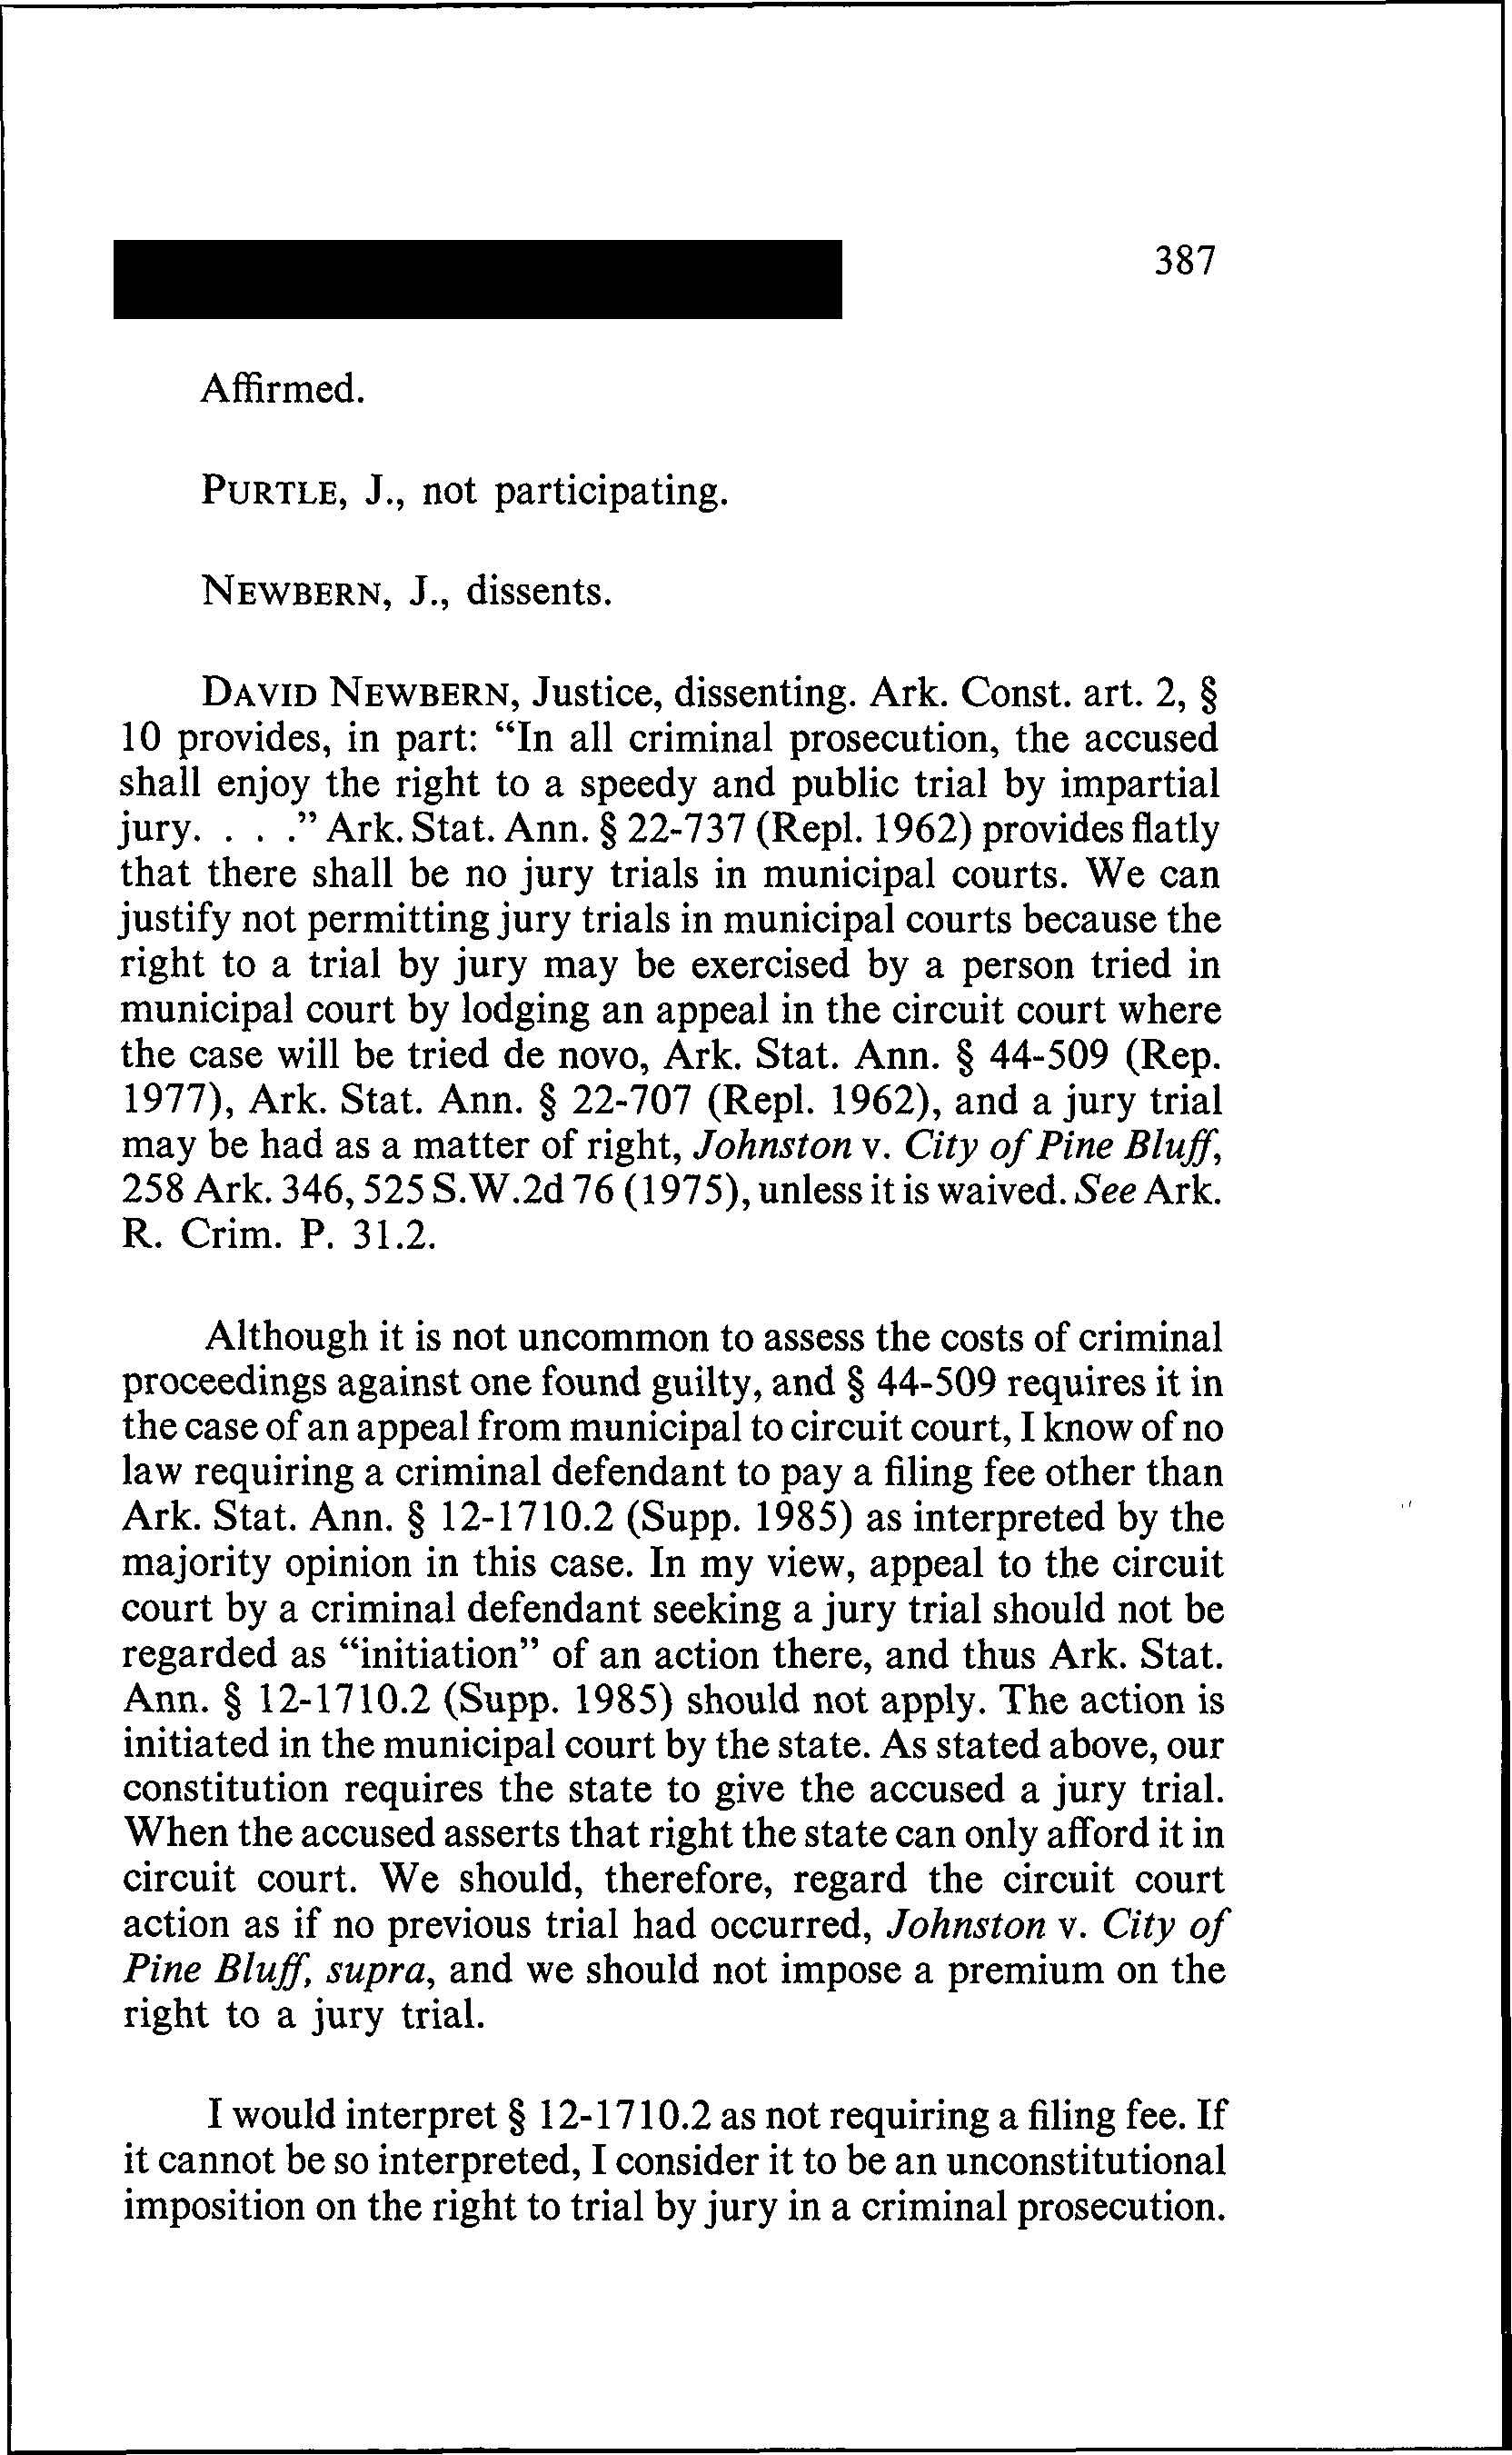 387
Affirmed.
PURTLE, J., not participating.
NEWBERN, J., dissents.
DAVID NEWBERN, Justice, dissenting. Ark. Const. art. 2, §
10 provides, in part: “In all criminal prosecution, the accused
shall enjoy the right to a speedy and public trial by impartial
jury. . . .” Ark. Stat. Ann. § 22-737 (Repl. 1962) provides flatly
that there shall be no jury trials in municipal courts. We can
justify not permitting jury trials in municipal courts because the
right to a trial by jury may be exercised by a person tried in
municipal court by lodging an appeal in the circuit court where
the case will be tried de novo, Ark. Stat. Ann. § 44-509 (Rep.
1977), Ark. Stat. Ann. § 22-707 (Repl. 1962), and a jury trial
may be had as a matter of right, Johnston v. City of Pine Bluff,
258 Ark. 346, 525 S.W.2d 76 (1975), unless it is waived. See Ark.
R. Crim. P. 31.2.
Although it is not uncommon to assess the costs of criminal
proceedings against one found guilty, and § 44-509 requires it in
the case of an appeal from municipal to circuit court, I know of no
law requiring a criminal defendant to pay a filing fee other than
Ark. Stat. Ann. § 12-1710.2 (Supp. 1985) as interpreted by the
majority opinion in this case. In my view, appeal to the circuit
court by a criminal defendant seeking a jury trial should not be
regarded as “initiation” of an action there, and thus Ark. Stat.
Ann. § 12-1710.2 (Supp. 1985) should not apply. The action is
initiated in the municipal court by the state. As stated above, our
constitution requires the state to give the accused a jury trial.
When the accused asserts that right the state can only afford it in
circuit court. We should, therefore, regard the circuit court
action as if no previous trial had occurred, Johnston v. City of
Pine Bluff, supra, and we should not impose a premium on the
right to a jury trial.
I would interpret § 12-1710.2 as not requiring a filing fee. If
it cannot be so interpreted, I consider it to be an unconstitutional
imposition on the right to trial by jury in a criminal prosecution.